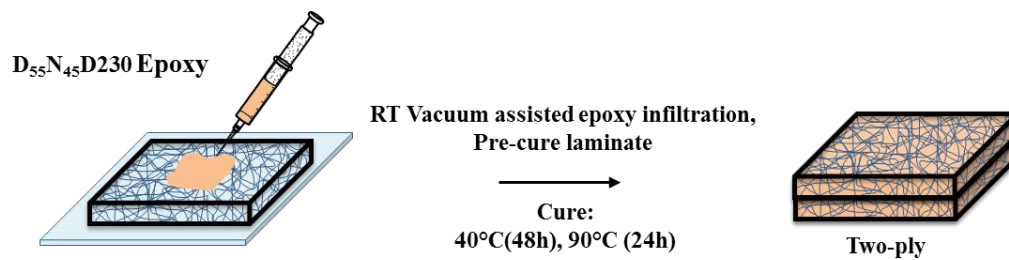 D₅₅N₄₅D230 Epoxy
RT Vacuum assisted epoxy infiltration,
Pre-cure laminate
Cure:
40°C(48h), 90°C (24h)
Two-ply